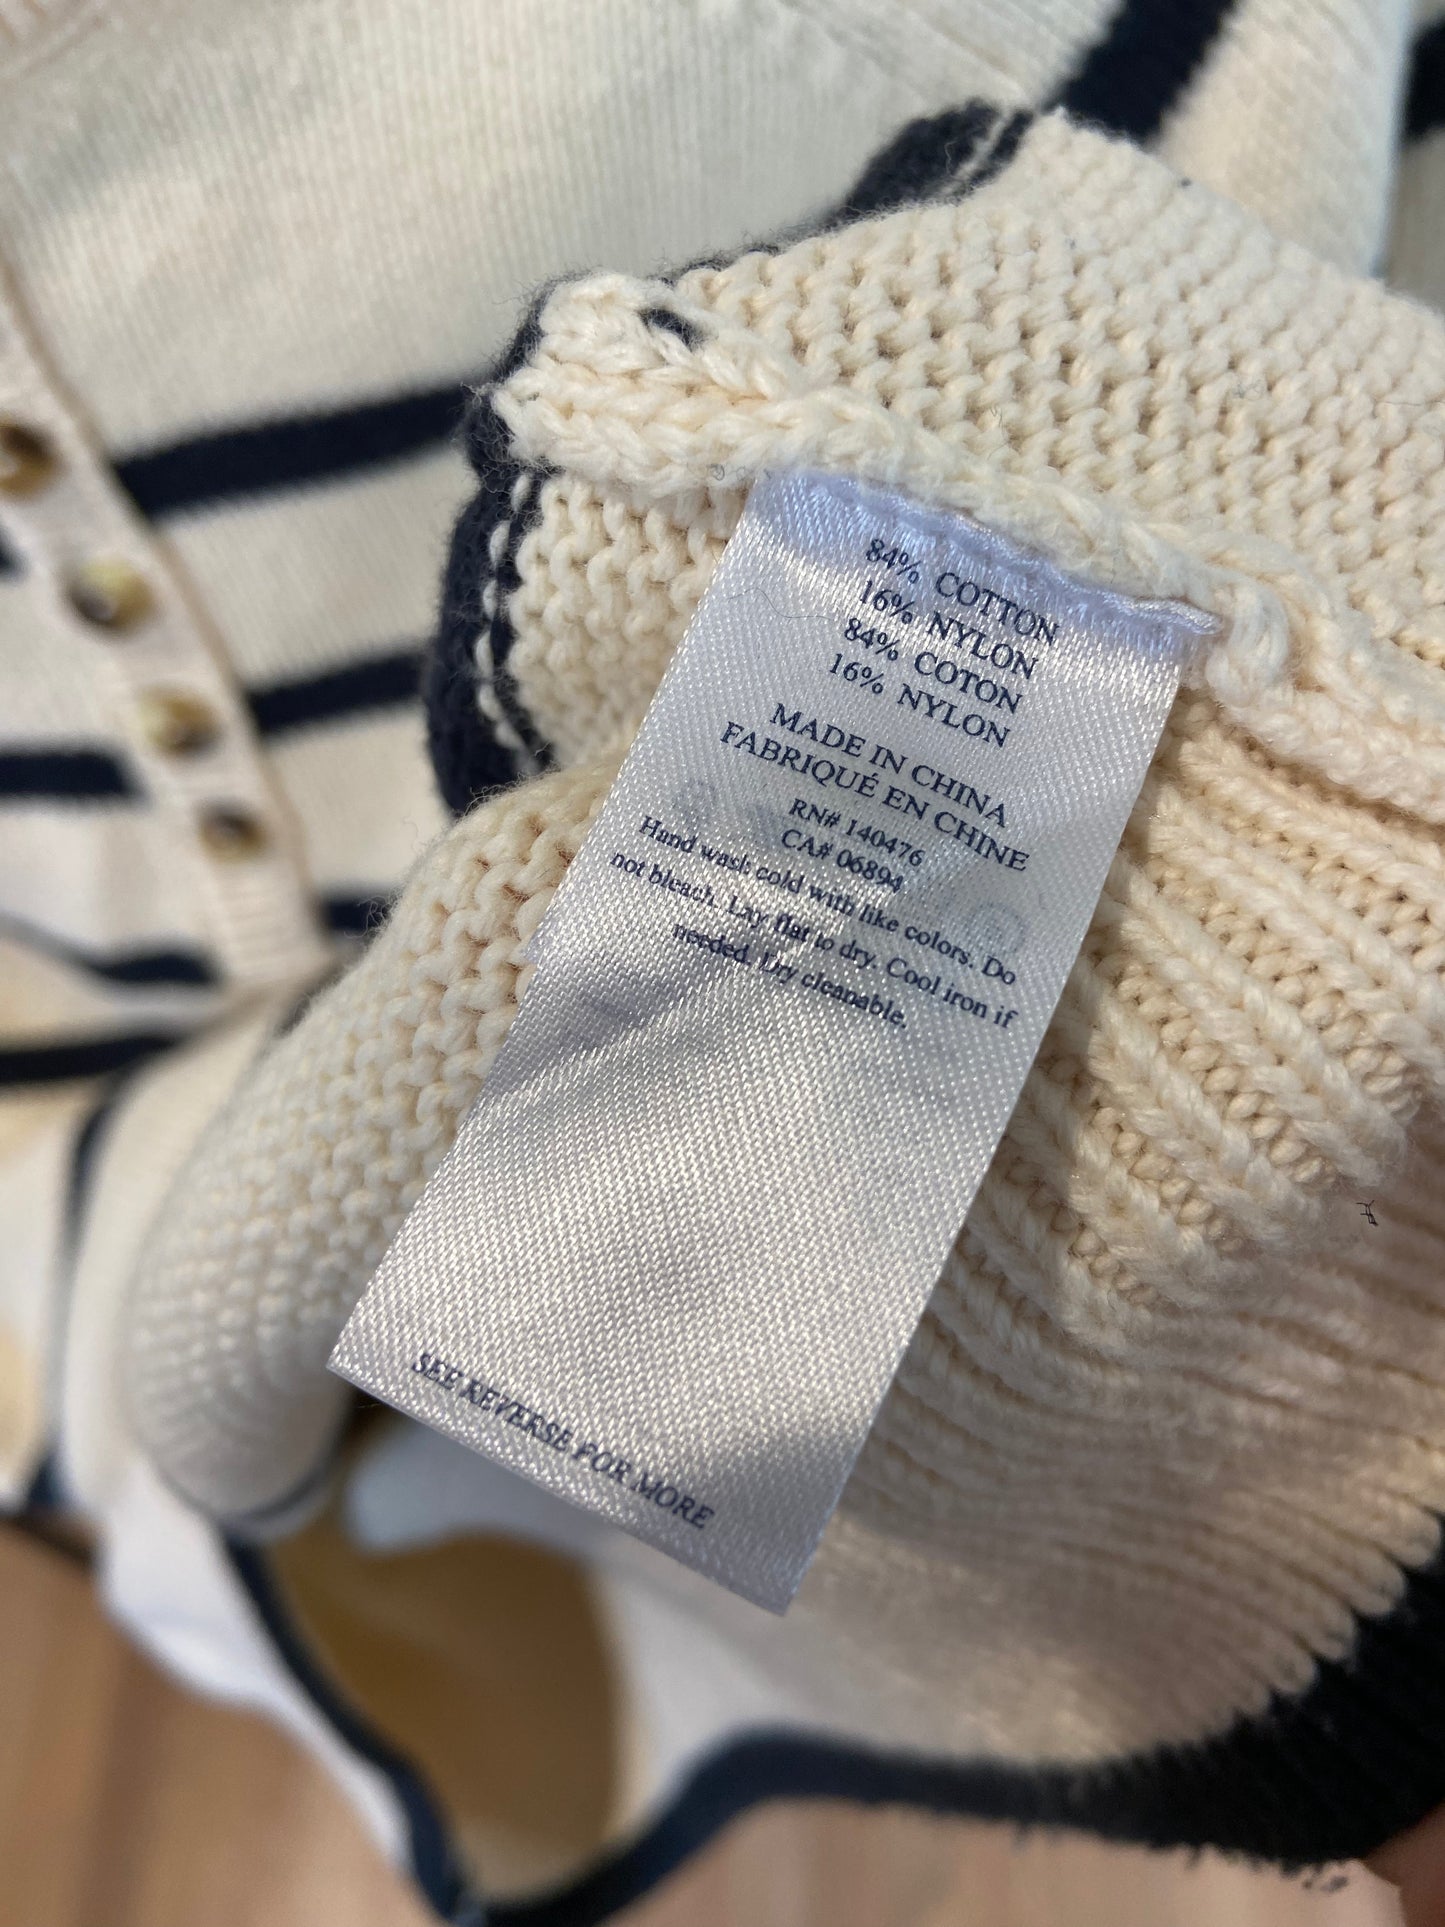 84% COTTON
16% NYLON
84% COTON
16% NYLON
MADE IN CHINA
FABRIQUÉ EN CHINE
RN# 140476
CA# 06894
Hand wash cold with like colors. Do
not bleach. Lay flat to dry. Cool iron if
needed. Dry cleanable.
SEE REVERSE FOR MORE